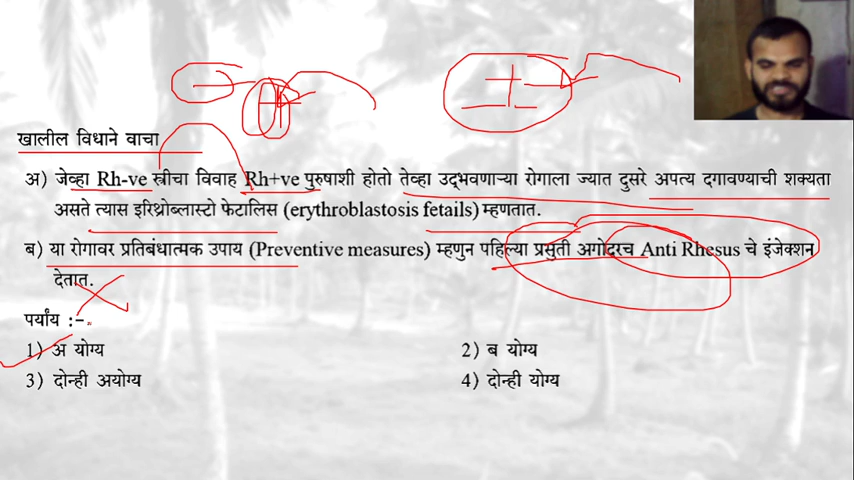 खालील विधाने वाचा
अ) जेव्हा Rh-ve स्त्रीचा विवाह Rh+ve पुरुषाशी होतो तेव्हा उद्भवणाऱ्या रोगाला ज्यात दुसरे अपत्य दगावण्याची शक्यता
असते त्यास इरिथ्रोब्लास्टो फेटालिस (erythroblastosis fetails) म्हणतात.
ब) या रोगावर प्रतिबंधात्मक उपाय (Preventive measures) म्हणुन पहिल्या प्रसुती अगोदरच Anti Rhesus चे इंजेक्शन
देतात.
पर्याय :-
1) अ योग्य
2) ब योग्य
3) दोन्ही अयोग्य
4) दोन्ही योग्य